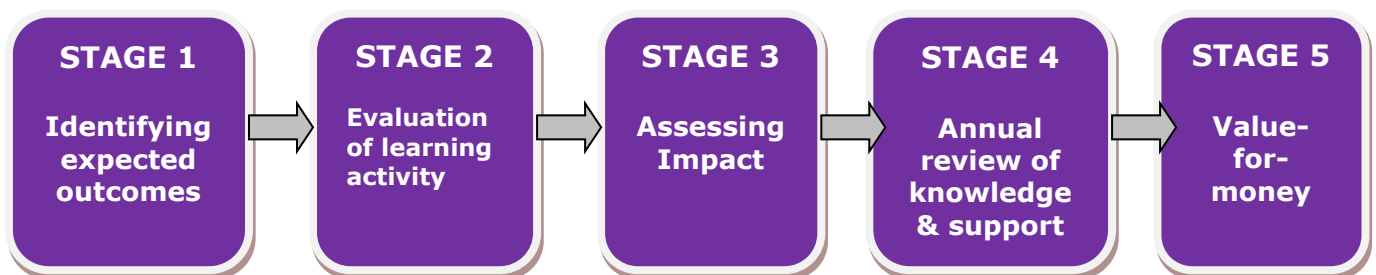 STAGE 1
Identifying
expected
outcomes
STAGE 2
Evaluation
of learning
activity
STAGE 3
Assessing
Impact
STAGE 4
Annual
review of
knowledge
& support
STAGE 5
Value-
for-
money